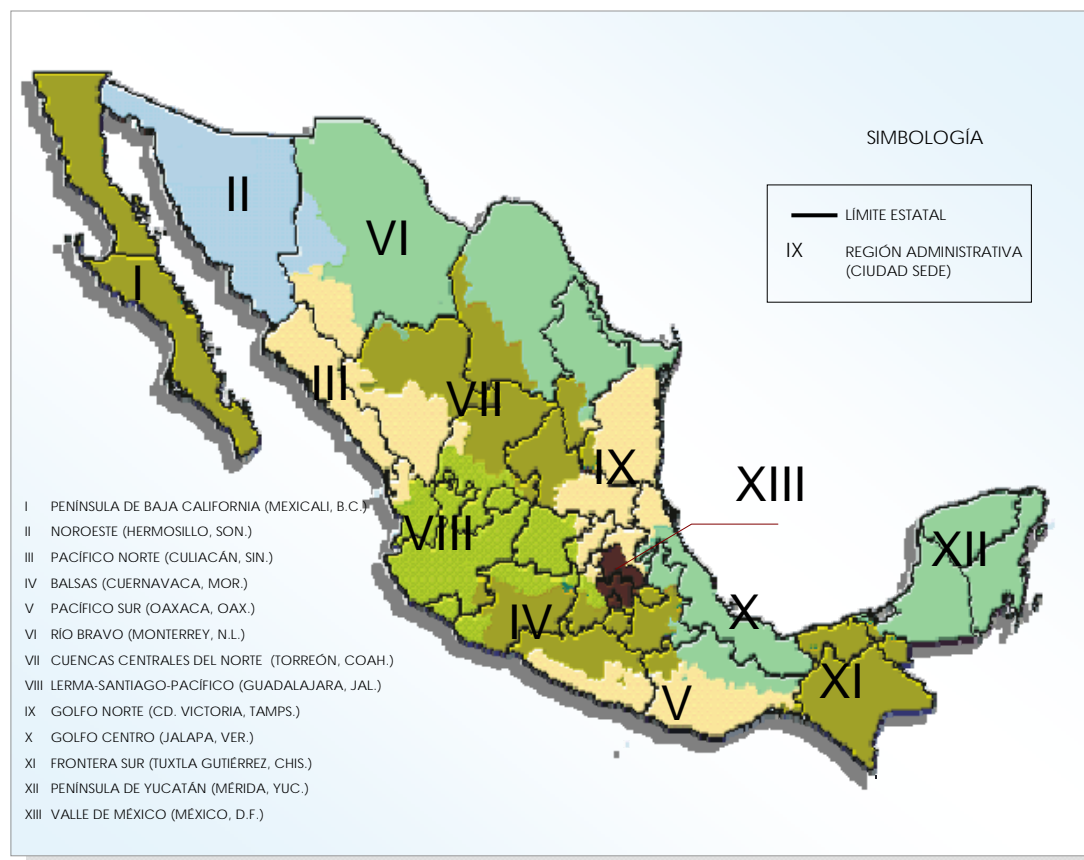 SIMBOLOGÍA
LÍMITE ESTATAL
IX REGIÓN ADMINISTRATIVA
(CIUDAD SEDE)
II
VI
I
III
VII
IX
XIII
VIII
XII
IV
X
V
XI
I PENÍNSULA DE BAJA CALIFORNIA (MEXICALI, B.C.)
II NOROESTE (HERMOSILLO, SON.)
III PACÍFICO NORTE (CULIACÁN, SIN.)
IV BALSAS (CUERNAVACA, MOR.)
V PACÍFICO SUR (OAXACA, OAX.)
VI RÍO BRAVO (MONTERREY, N.L.)
VII CUENCAS CENTRALES DEL NORTE (TORREÓN, COAH.)
VIII LERMA-SANTIAGO-PACÍFICO (GUADALAJARA, JAL.)
IX GOLFO NORTE (CD. VICTORIA, TAMPS.)
X GOLFO CENTRO (JALAPA, VER.)
XI FRONTERA SUR (TUXTLA GUTIÉRREZ, CHIS.)
XII PENÍNSULA DE YUCATÁN (MÉRIDA, YUC.)
XIII VALLE DE MÉXICO (MÉXICO, D.F.)